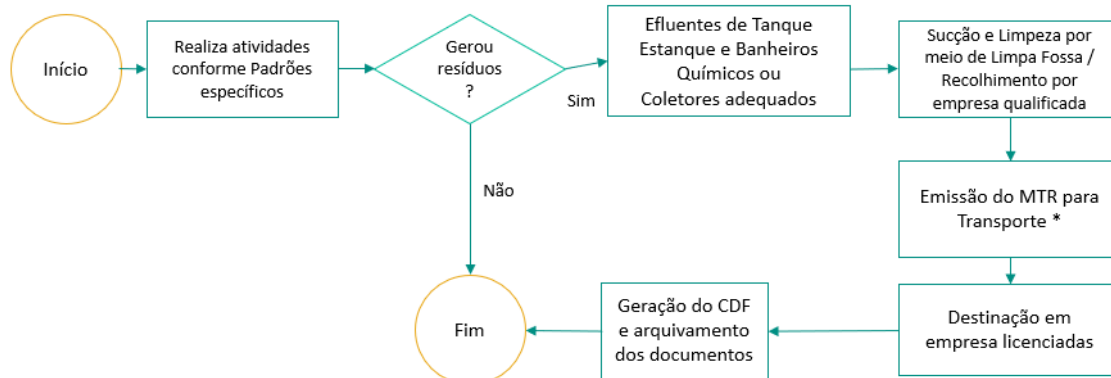 Início
Realiza atividades
conforme Padrões
específicos
Gerou
resíduos
?
Sim
Não
Efluentes de Tanque
Estanque e Banheiros
Químicos ou
Coletores adequados
Sucção e Limpeza por
meio de Limpa Fossa /
Recolhimento por
empresa qualificada
Emissão do MTR para
Transporte *
Destinação em
empresa licenciadas
Geração do CDF
e arquivamento
dos documentos
Fim